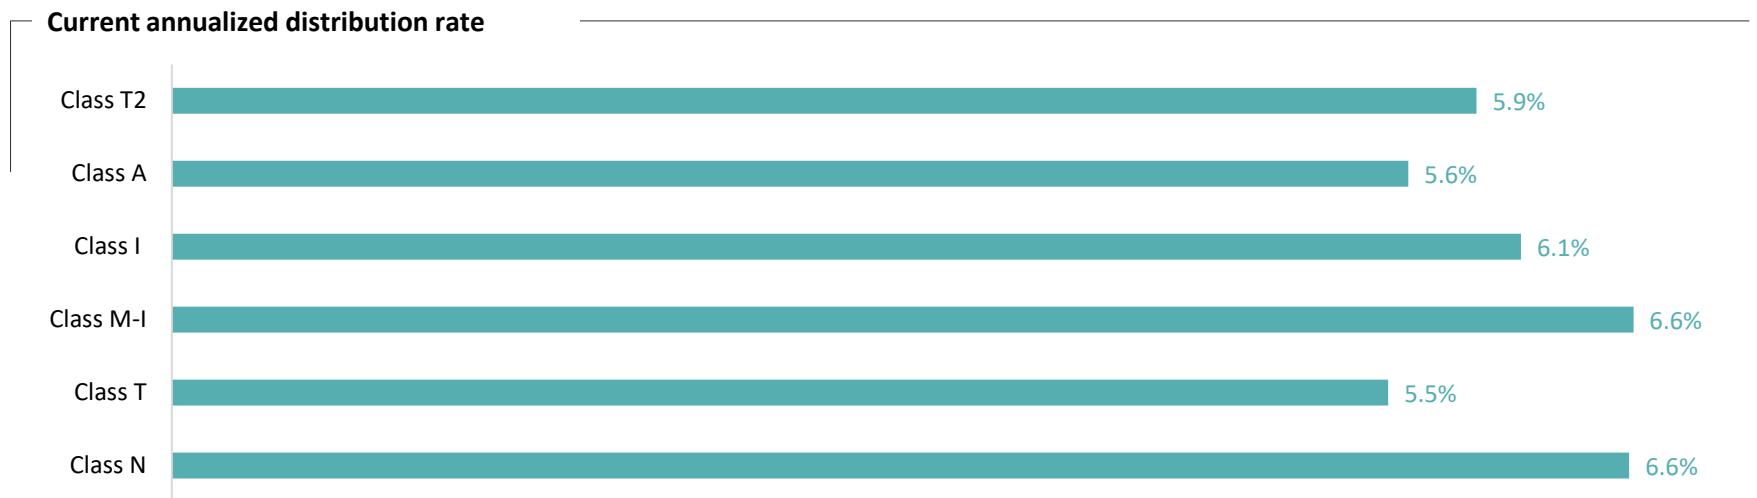 Current annualized distribution rate
Class T2 5.9%
Class A 5.6%
Class I 6.1%
Class M-I 6.6%
Class T 5.5%
Class N 6.6%